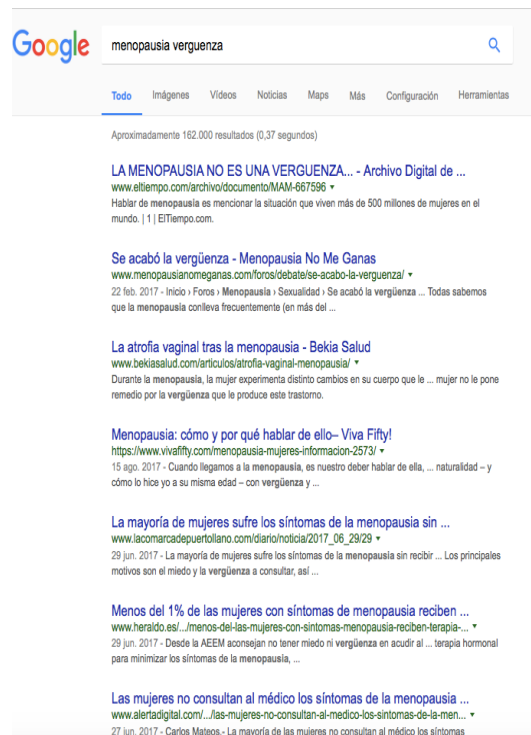 Google
menopausia verguenza
Todo Imágenes Vídeos Noticias Maps Más Configuración Herramientas
Aproximadamente 162.000 resultados (0,37 segundos)
LA MENOPAUSIA NO ES UNA VERGUENZA... - Archivo Digital de ...
www.eltiempo.com/archivo/documento/MAM-667596
Hablar de menopausia es mencionar la situación que viven más de 500 millones de mujeres en el
mundo. | 1 | ElTiempo.com.
Se acabó la vergüenza - Menopausia No Me Ganas
www.menopausianomeganas.com/foros/debate/se-acabo-la-verguenza/
22 feb. 2017 - Inicio › Foros › Menopausia › Sexualidad › Se acabó la vergüenza ... Todas sabemos
que la menopausia conlleva frecuentemente (en más del ...
La atrofia vaginal tras la menopausia - Bekia Salud
www.bekiasalud.com/articulos/atrofia-vaginal-menopausia/
Durante la menopausia, la mujer experimenta distinto cambios en su cuerpo que le ... mujer no le pone
remedio por la vergüenza que le produce este trastorno.
Menopausia: cómo y por qué hablar de ello– Viva Fifty!
https://www.vivafifty.com/menopausia-mujeres-informacion-2573/
15 ago. 2017 - Cuando llegamos a la menopausia, es nuestro deber hablar de ella, ... naturalidad – y
cómo lo hice yo a su misma edad – con vergüenza y ...
La mayoría de mujeres sufre los síntomas de la menopausia sin ...
www.lacomarcadepuertollano.com/diario/noticia/2017_06_29/29
29 jun. 2017 - La mayoría de mujeres sufre los síntomas de la menopausia sin recibir ... Los principales
motivos son el miedo y la vergüenza a consultar, así ...
Menos del 1% de las mujeres con síntomas de menopausia reciben ...
www.heraldo.es/.../menos-del-las-mujeres-con-sintomas-menopausia-reciben-terapia-...
29 jun. 2017 - Desde la AEEM aconsejan no tener miedo ni vergüenza en acudir al ... terapia hormonal
para minimizar los síntomas de la menopausia, ...
Las mujeres no consultan al médico los síntomas de la menopausia ...
www.alertadigital.com/.../las-mujeres-no-consultan-al-medico-los-sintomas-de-la-men...
27 jun. 2017 - Carlos Mateos.- La mayoría de las mujeres no consultan al médico los síntomas